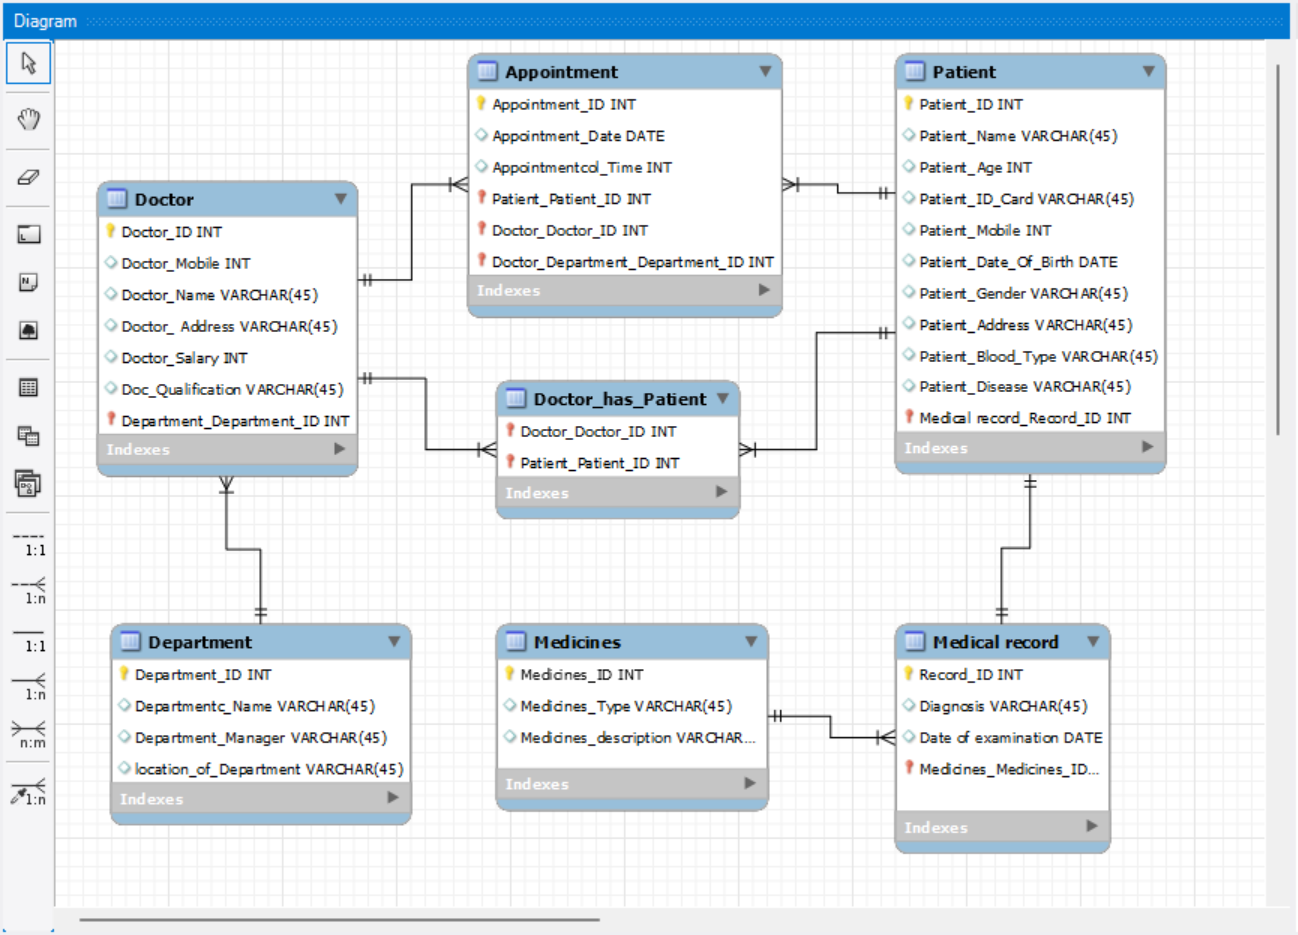 Diagram
Appointment
Appointment_ID INT
Appointment_Date DATE
Appointmentcol_Time INT
Patient_Patient_ID INT
Doctor_Doctor_ID INT
Doctor_Department_Department_ID INT
Indexes
Patient
Patient_ID INT
Patient_Name VARCHAR(45)
Patient_Age INT
Patient_ID_Card VARCHAR(45)
Patient_Mobile INT
Patient_Date_Of_Birth DATE
Patient_Gender VARCHAR(45)
Patient_Address VARCHAR(45)
Patient_Blood_Type VARCHAR(45)
Patient_Disease VARCHAR(45)
Medical record_Record_ID INT
Indexes
Doctor
Doctor_ID INT
Doctor_Mobile INT
Doctor_Name VARCHAR(45)
Doctor_ Address VARCHAR(45)
Doctor_Salary INT
Doc_Qualification VARCHAR(45)
Department_Department_ID INT
Indexes
Doctor_has_Patient
Doctor_Doctor_ID INT
Patient_Patient_ID INT
Indexes
Department
Department_ID INT
Departmentc_Name VARCHAR(45)
Department_Manager VARCHAR(45)
location_of_Department VARCHAR(45)
Indexes
Medicines
Medicines_ID INT
Medicines_Type VARCHAR(45)
Medicines_description VARCHAR...
Indexes
Medical record
Record_ID INT
Diagnosis VARCHAR(45)
Date of examination DATE
Medicines_Medicines_ID...
Indexes
N
1:1
1:n
1:1
1:n
n:m
1:n